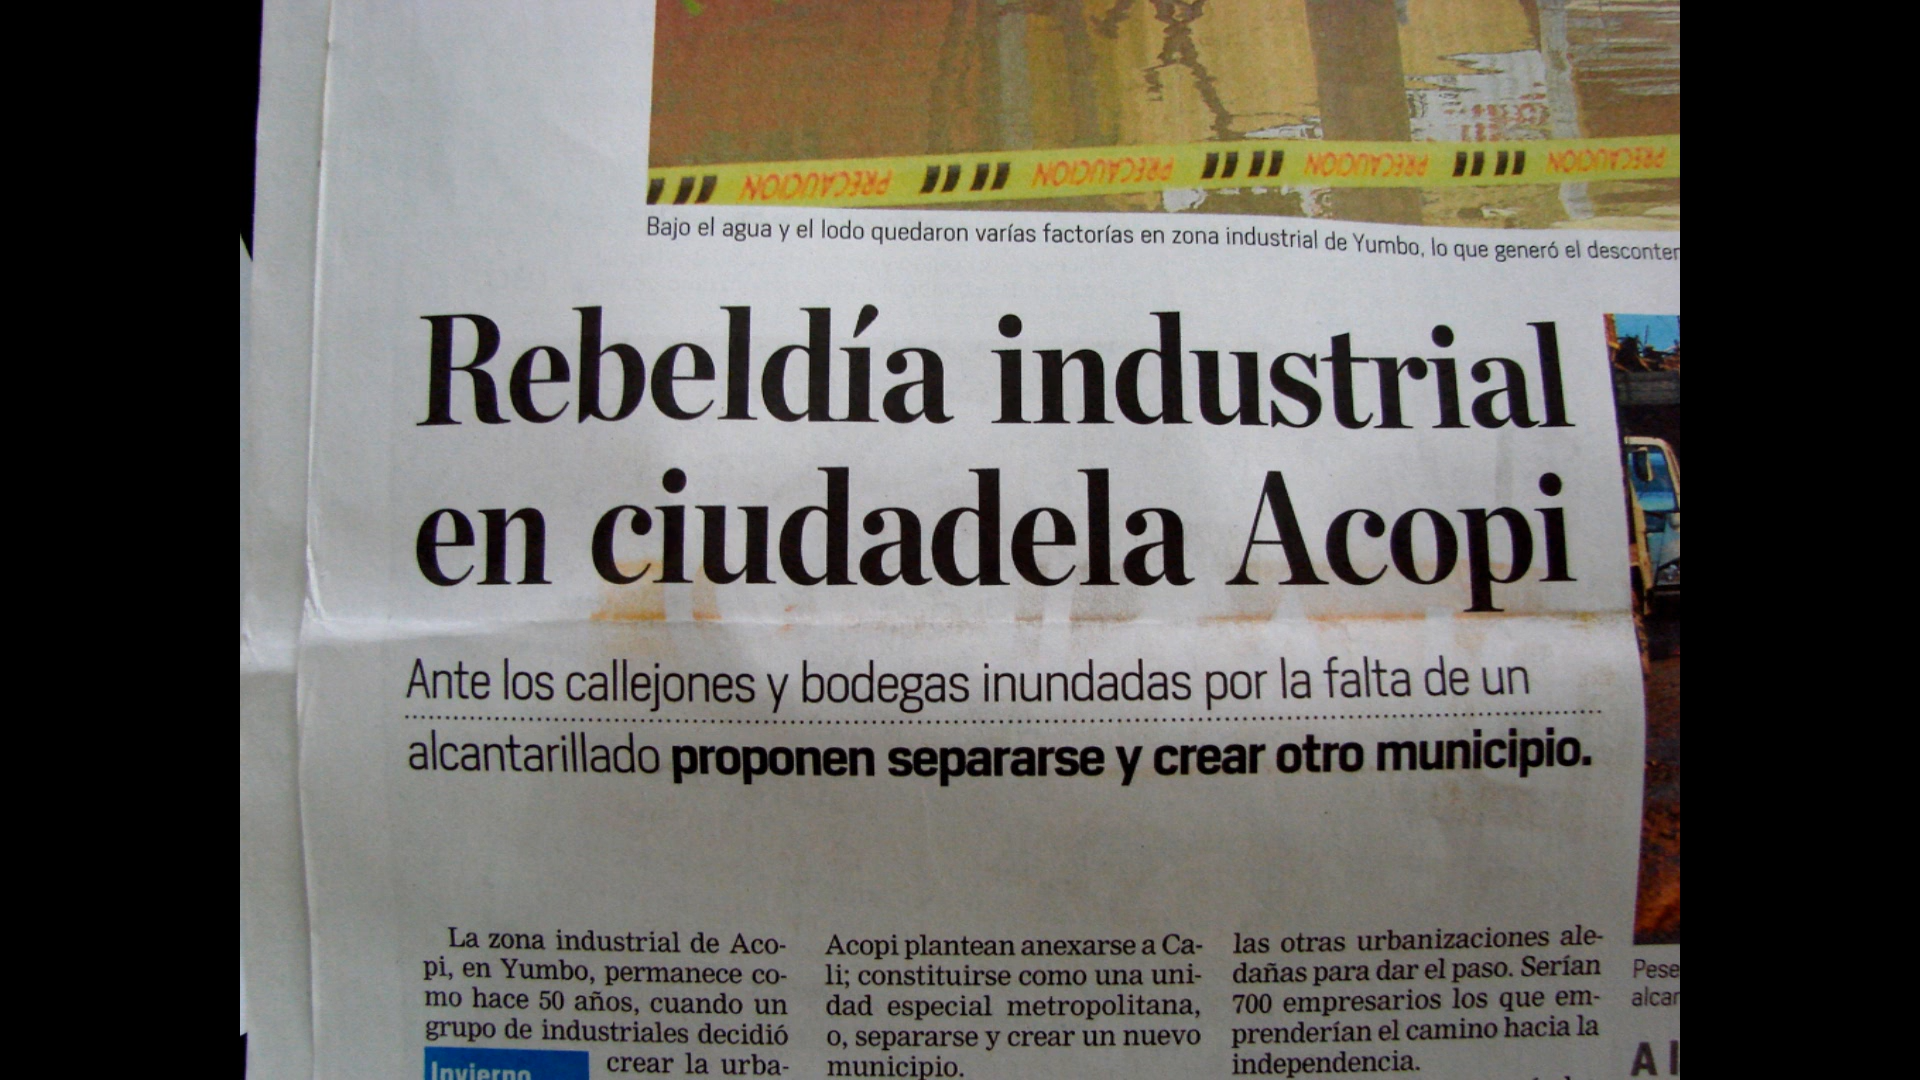 PRECAUCION PRECAUCION PRECAUCION PRECAUCION
Bajo el agua y el lodo quedaron varías factorías en zona industrial de Yumbo, lo que generó el
Rebeldía industrial
en ciudadela Acopi
Ante los callejones y bodegas inundadas por la falta de un
alcantarillado proponen separarse y crear otro municipio.
La zona industrial de Aco-
pi, en Yumbo, permanece co-
mo hace 50 años, cuando un
grupo de industriales decidió
crear la urba-
Invierno
Acopi plantean anexarse a Ca-
li; constituirse como una uni-
dad especial metropolitana,
o, separarse y crear un nuevo
municipio.
las otras urbanizaciones ale-
dañas para dar el paso. Serían
700 empresarios los que em-
prenderían el camino hacia la
independencia.
Pese